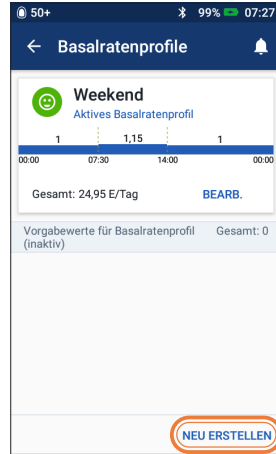 50+ 99% 07:27
Basalratenprofile
Weekend
Aktives Basalratenprofil
1 1,15 1
00:00 07:30 14:00 00:00
Gesamt: 24,95 E/Tag BEARB.
Vorgabewerte für Basalratenprofil Gesamt: 0
(inaktiv)
NEU ERSTELLEN